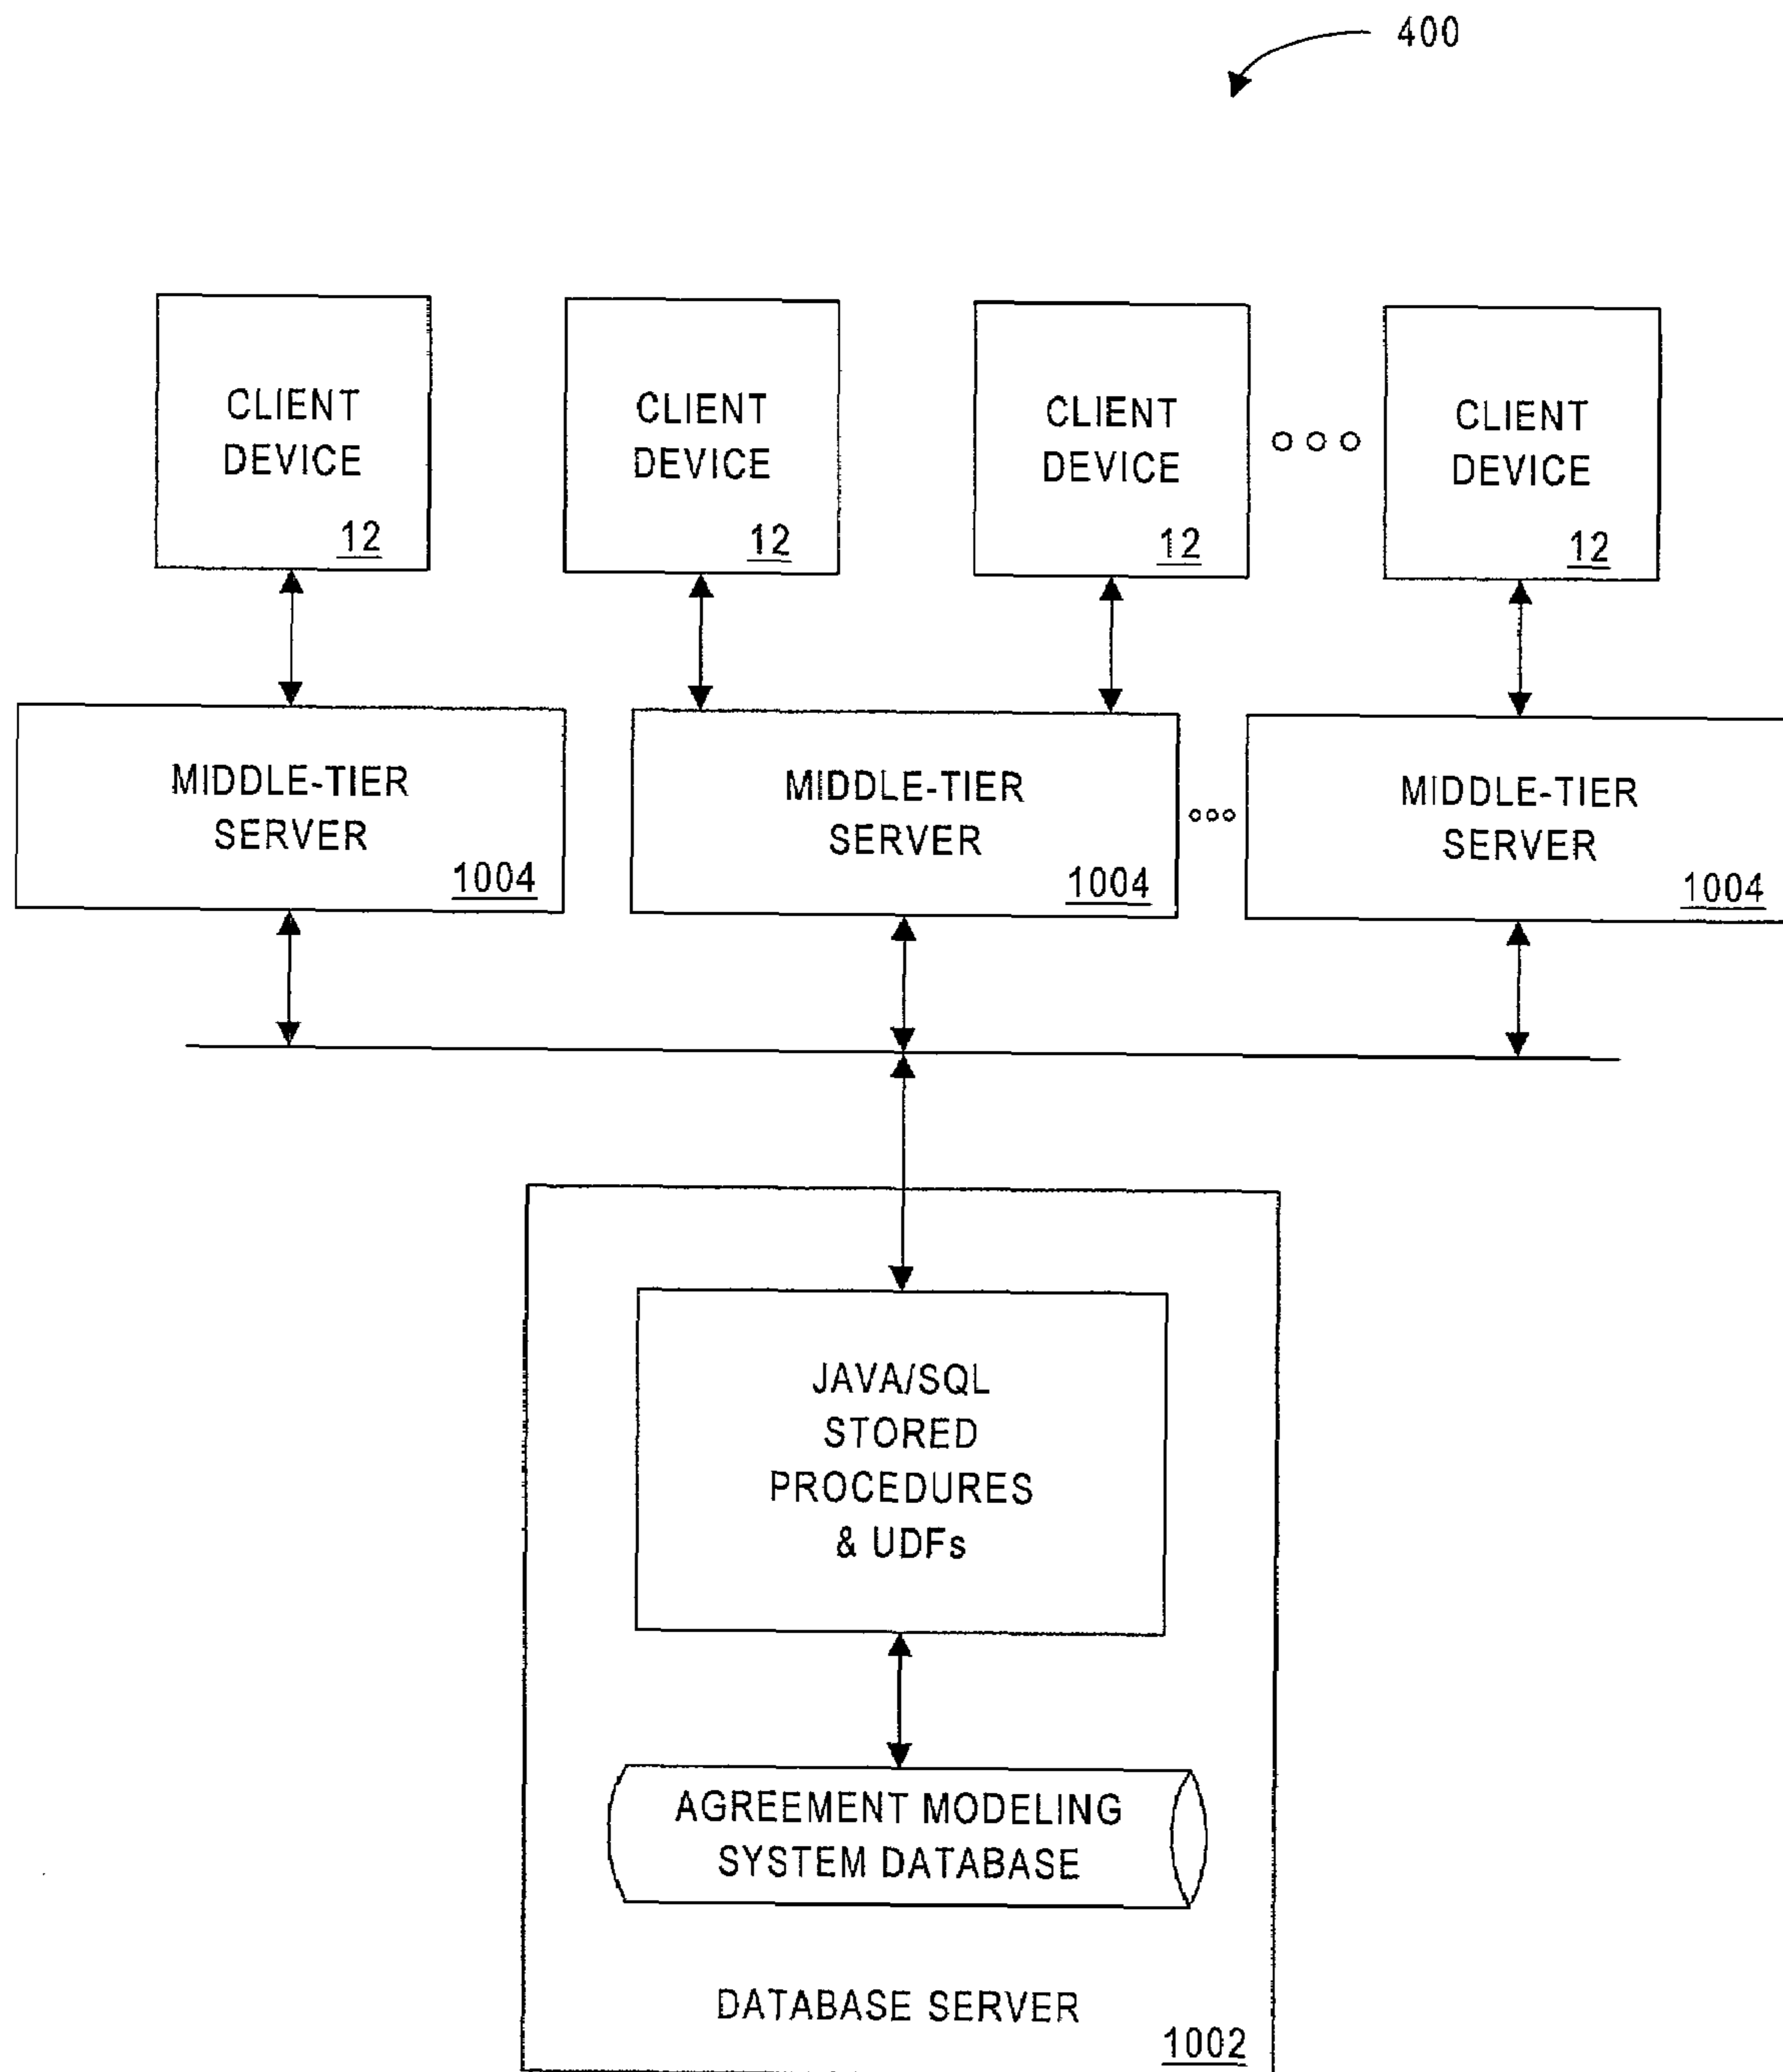 400
CLIENT
DEVICE
12
CLIENT
DEVICE
12
CLIENT
DEVICE
12
CLIENT
DEVICE
12
MIDDLE-TIER
SERVER
1004
MIDDLE-TIER
SERVER
1004
MIDDLE-TIER
SERVER
1004
JAVA/SQL
STORED
PROCEDURES
& UDFs
AGREEMENT MODELING
SYSTEM DATABASE
DATABASE SERVER
1002